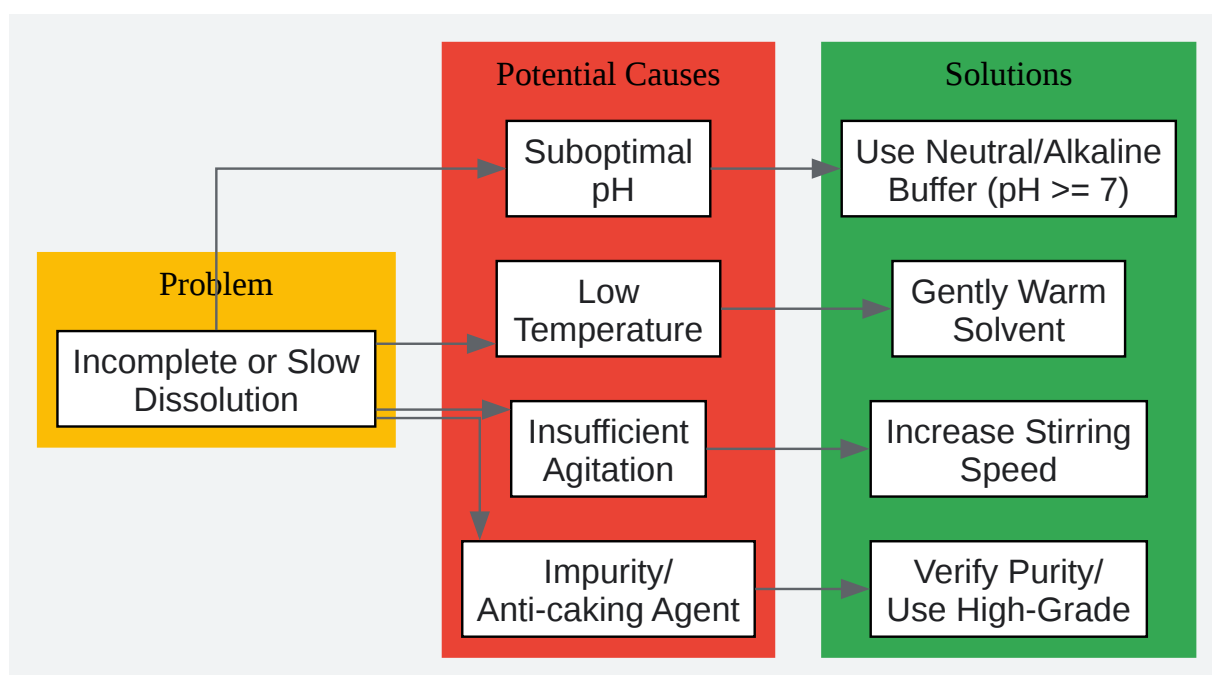 Potential Causes
Solutions
Suboptimal
pH
Use Neutral/Alkaline
Buffer (pH >= 7)
Problem
Low
Temperature
Gently Warm
Solvent
Incomplete or Slow
Dissolution
Insufficient
Agitation
Increase Stirring
Speed
Impurity/
Anti-caking Agent
Verify Purity/
Use High-Grade